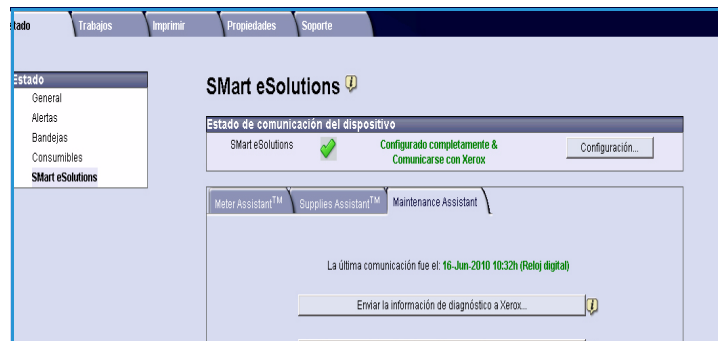 tado Trabajos Imprimir Propiedades Soporte
Estado
General
Alertas
Bandejas
Consumibles
SMart eSolutions
SMart eSolutions
Estado de comunicación del dispositivo
SMart eSolutions Configurado completamente & Comunicarse con Xerox Configuración...
Meter Assistant™ Supplies Assistant™ Maintenance Assistant
La última comunicación fue el: 16-Jun-2010 10:32h (Reloj digital)
Enviar la información de diagnóstico a Xerox...